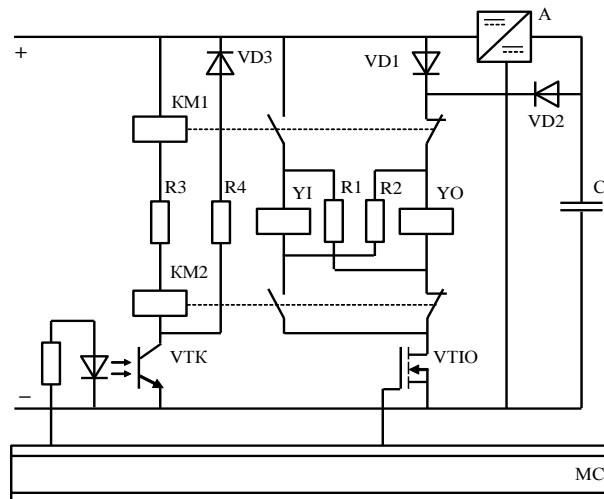 A
+
VD3
VD1
KM1
VD2
R3
R4
YI
R1
R2
YO
C
KM2
VTK
VTIO
−
MC